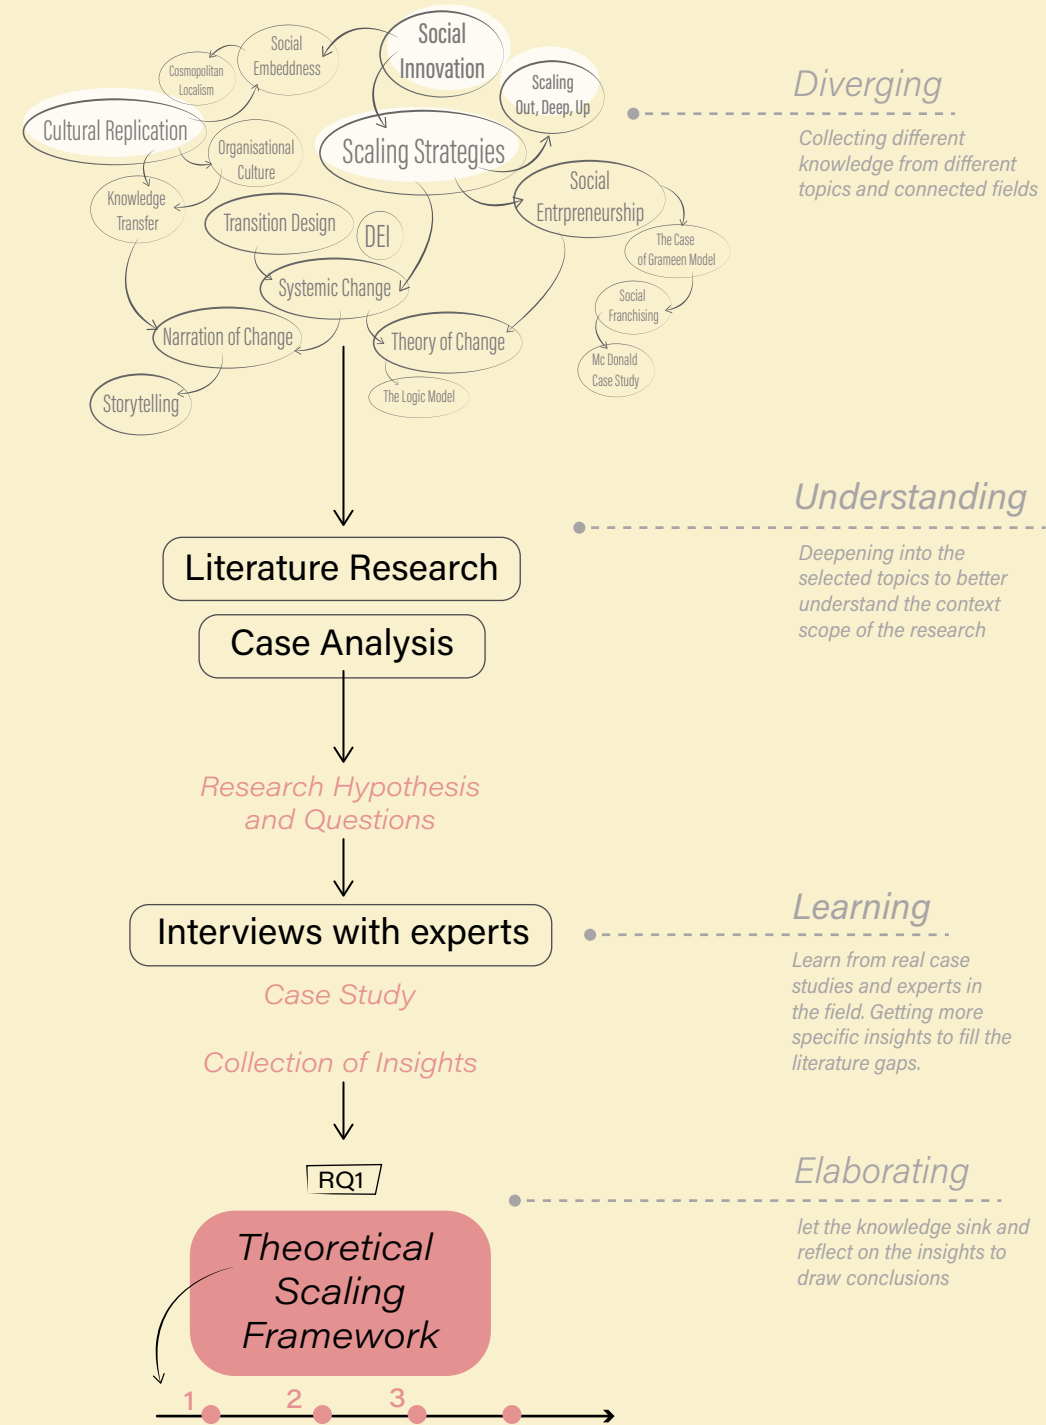 Social
Innovation
Social
Embeddness
Cosmopolitan
Localism
Scaling
Out, Deep, Up
Cultural Replication
Organisational
Culture
Scaling Strategies
Knowledge
Transfer
Transition Design
DEI
Social
Entrpreneurship
The Case
of Grameen Model
Systemic Change
Social
Franchising
Narration of Change
Theory of Change
Mc Donald
Case Study
Storytelling
The Logic Model
Diverging
Collecting different
knowledge from different
topics and connected fields
Understanding
Deepening into the
selected topics to better
understand the context
scope of the research
Literature Research
Case Analysis
Research Hypothesis
and Questions
Interviews with experts
Case Study
Collection of Insights
Learning
Learn from real case
studies and experts in
the field. Getting more
specific insights to fill the
literature gaps.
RQ1
Elaborating
let the knowledge sink and
reflect on the insights to
draw conclusions
Theoretical
Scaling
Framework
1 2 3